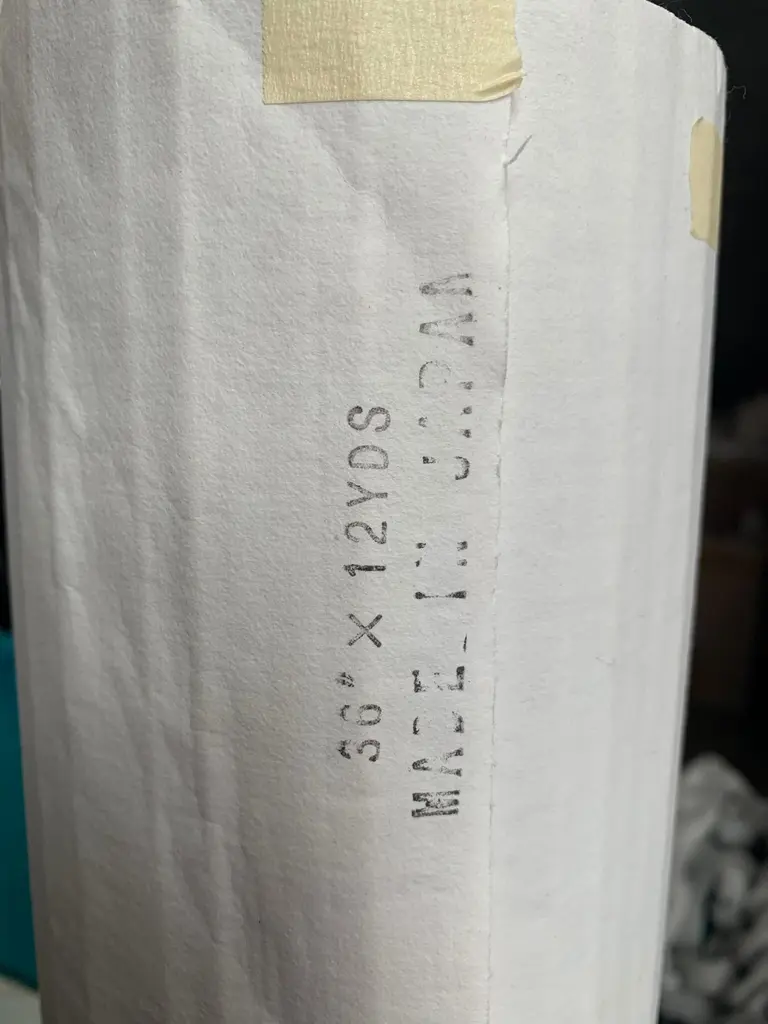 36" × 12YDS
MADE IN JAPAN